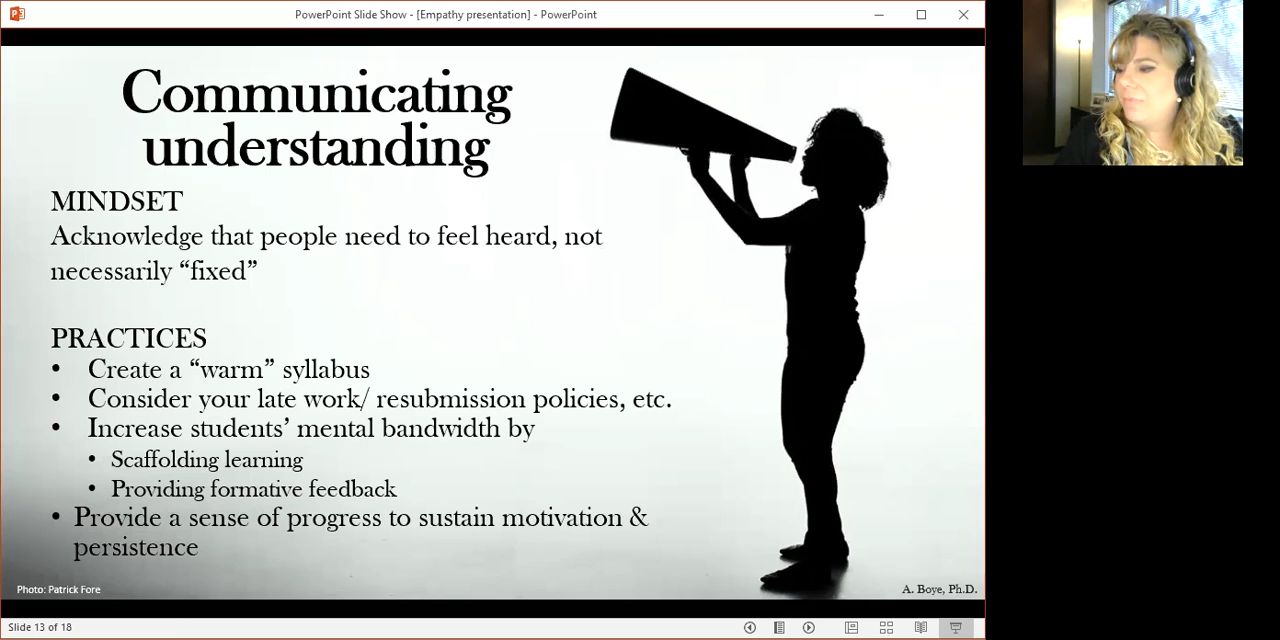 PowerPoint Slide Show - [Empathy presentation] - PowerPoint
Communicating
understanding
MINDSET
Acknowledge that people need to feel heard, not
necessarily “fixed”
PRACTICES
• Create a “warm” syllabus
• Consider your late work/ resubmission policies, etc.
• Increase students’ mental bandwidth by
• Scaffolding learning
• Providing formative feedback
• Provide a sense of progress to sustain motivation &
persistence
Photo: Patrick Fore
A. Boye, Ph.D.
Slide 13 of 18